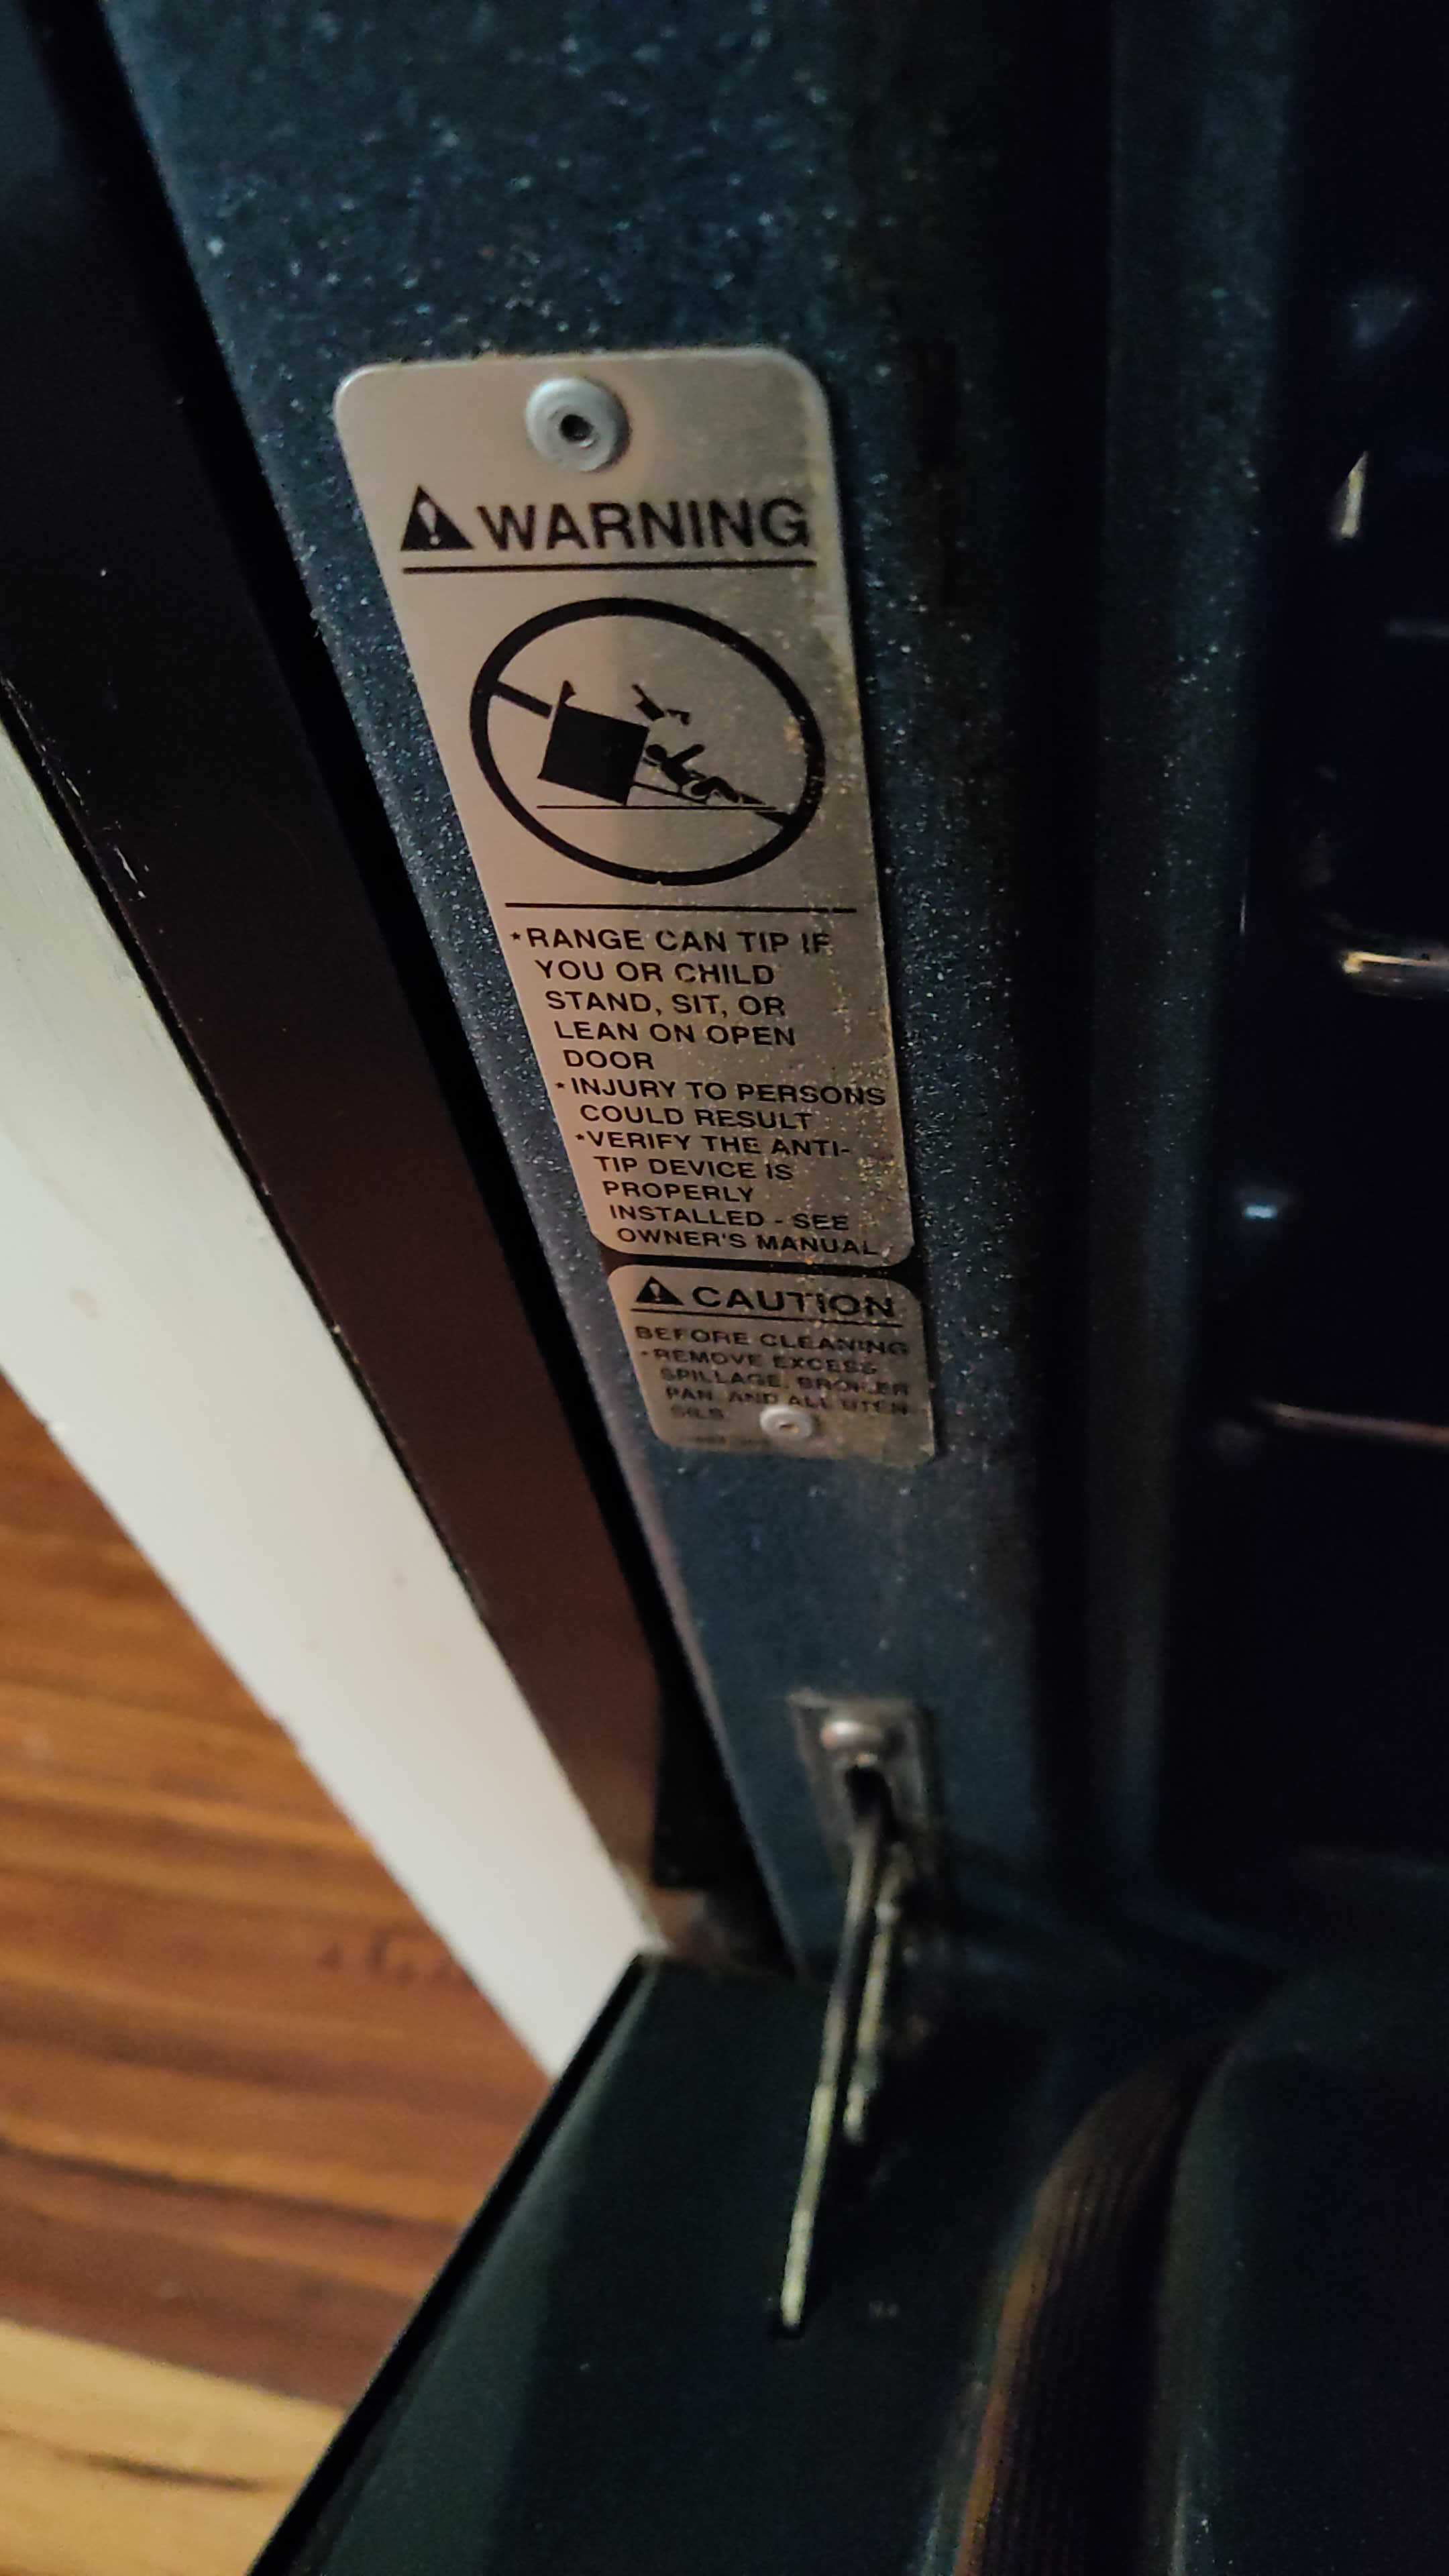 WARNING
*RANGE CAN TIP IF
YOU OR CHILD
STAND, SIT, OR
LEAN ON OPEN
DOOR
*INJURY TO PERSONS
COULD RESULT
*VERIFY THE ANTI-
TIP DEVICE IS
PROPERLY
INSTALLED - SEE
OWNER'S MANUAL
CAUTION
BEFORE CLEANING
*REMOVE EXCESS
SPILLAGE, BROILER
PAN, AND ALL UTEN-
SILS